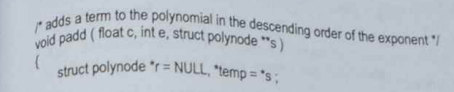 /* adds a term to the polynomial in the descending order of the exponent */
void padd ( float c, int e, struct polynode **s )
{
struct polynode *r = NULL, *temp = *s ;